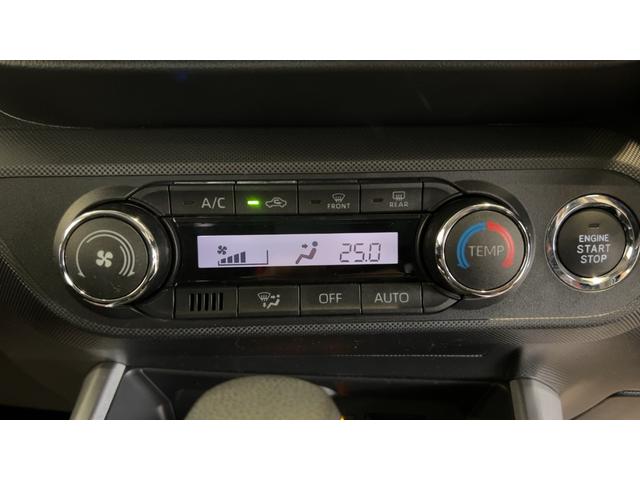 A/C
FRONT
REAR
25.0
TEMP
ENGINE
START
STOP
OFF
AUTO